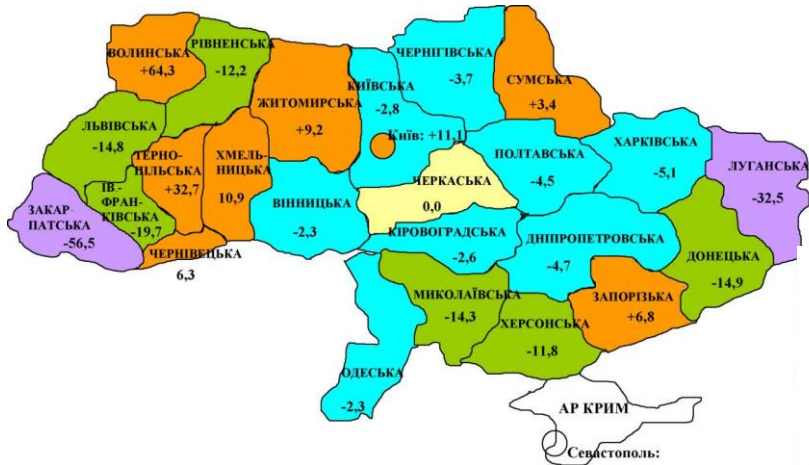 ВОЛИНСЬКА
+64,3
РІВНЕНСЬКА
-12,2
ЖИТОМИРСЬКА
+9,2
КИЇВСЬКА
-2,8
Київ: +11,1
ЧЕРНІГІВСЬКА
-3,7
СУМСЬКА
+3,4
ЛЬВІВСЬКА
-14,8
ТЕРНО-
ПІЛЬСЬКА
+32,7
ХМЕЛЬ-
НИЦЬКА
10,9
ПОЛТАВСЬКА
-4,5
ХАРКІВСЬКА
-5,1
ЛУГАНСЬКА
-32,5
ЗАКАР-
ПАТСЬКА
-56,5
ІВ.-
ФРАН-
КІВСЬКА
-19,7
ВІННИЦЬКА
-2,3
ЧЕРКАСЬКА
0,0
КІРОВОГРАДСЬКА
-2,6
ДНІПРОПЕТРОВСЬКА
-4,7
ДОНЕЦЬКА
-14,9
ЧЕРНІВЕЦЬКА
6,3
МИКОЛАЇВСЬКА
-14,3
ХЕРСОНСЬКА
-11,8
ЗАПОРІЗЬКА
+6,8
ОДЕСЬКА
-2,3
АР КРИМ
Севастополь: